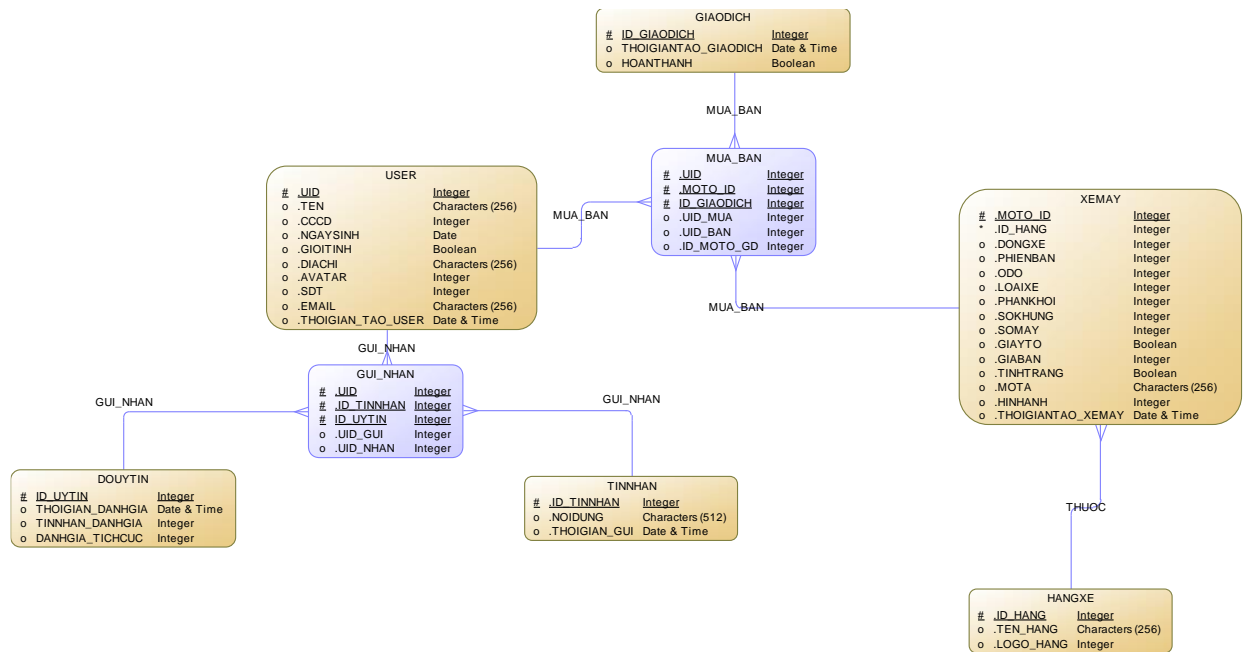 GIAODICH
# ID_GIAODICH Integer
o THOIGIANTAO_GIAODICH Date & Time
o HOANTHANH Boolean
MUA_BAN
MUA_BAN
# .UID Integer
# .MOTO_ID Integer
# ID_GIAODICH Integer
o .UID_MUA Integer
o .UID_BAN Integer
o .ID_MOTO_GD Integer
USER
# .UID Integer
o .TEN Characters (256)
o .CCCD Integer
o .NGAYSINH Date
o .GIOITINH Boolean
o .DIACHI Characters (256)
o .AVATAR Integer
o .SDT Integer
o .EMAIL Characters (256)
o .THOIGIAN_TAO_USER Date & Time
MUA_BAN
MUA_BAN
XEMAY
# .MOTO_ID Integer
* .ID_HANG Integer
o .DONGXE Integer
o .PHIENBAN Integer
o .ODO Integer
o .LOAIXE Integer
o .PHANKHOI Integer
o .SOKHUNG Integer
o .SOMAY Integer
o .GIAYTO Boolean
o .GIABAN Integer
o .TINHTRANG Boolean
o .MOTA Characters (256)
o .HINHANH Integer
o .THOIGIANTAO_XEMAY Date & Time
GUI_NHAN
GUI_NHAN
# .UID Integer
# .ID_TINNHAN Integer
# ID_UYTIN Integer
o .UID_GUI Integer
o .UID_NHAN Integer
GUI_NHAN
GUI_NHAN
DOUYTIN
# ID_UYTIN Integer
o THOIGIAN_DANHGIA Date & Time
o TINNHAN_DANHGIA Integer
o DANHGIA_TICHCUC Integer
TINNHAN
# .ID_TINNHAN Integer
o .NOIDUNG Characters (512)
o .THOIGIAN_GUI Date & Time
THUOC
HANGXE
# .ID_HANG Integer
o .TEN_HANG Characters (256)
o .LOGO_HANG Integer